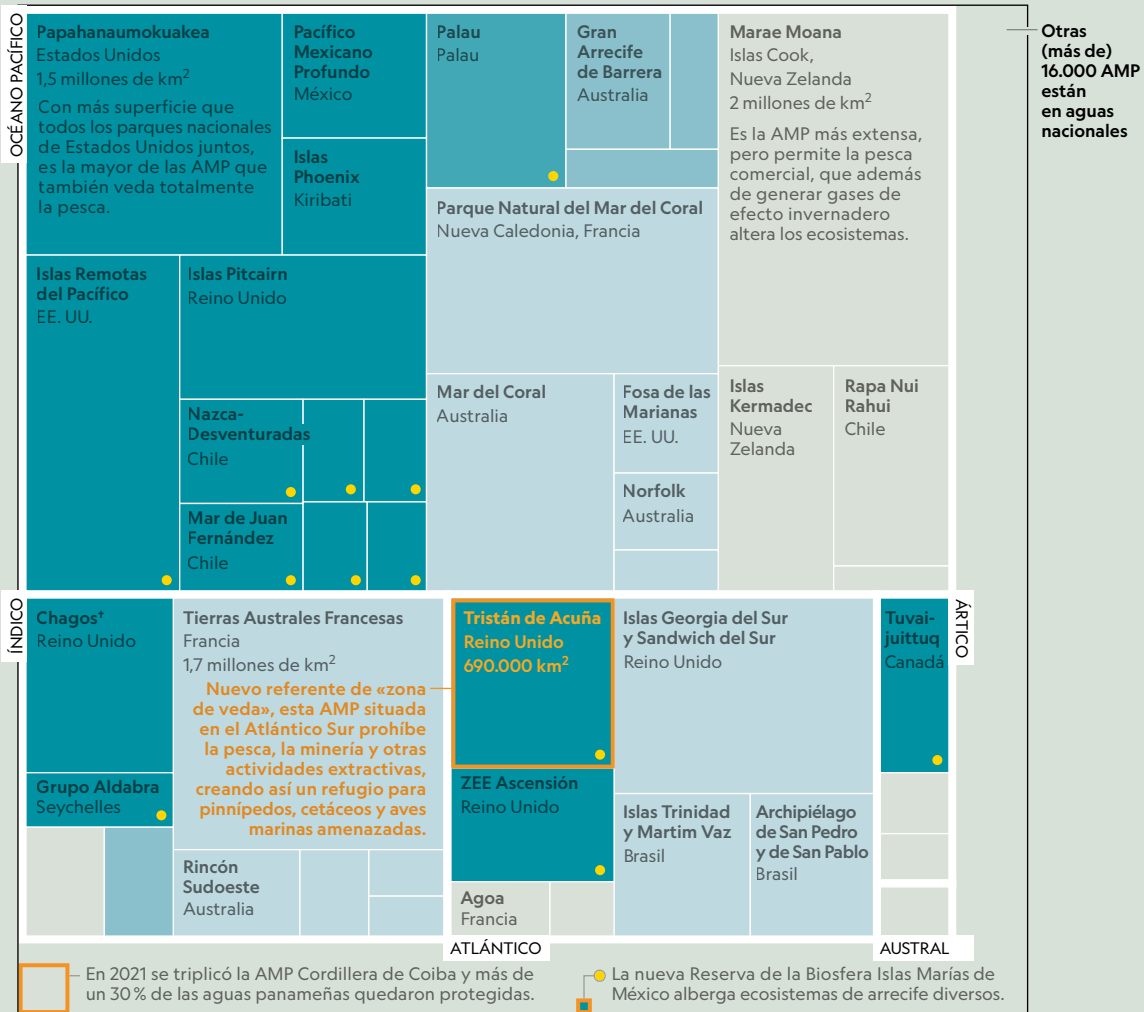 OCÉANO PACÍFICO
Papahanaumokuakea
Estados Unidos
1,5 millones de km²
Con más superficie que
todos los parques nacionales
de Estados Unidos juntos,
es la mayor de las AMP que
también veda totalmente
la pesca.
Pacífico
Mexicano
Profundo
México
Islas
Phoenix
Kiribati
Palau
Palau
Gran
Arrecife
de Barrera
Australia
Marae Moana
Islas Cook,
Nueva Zelanda
2 millones de km²
Es la AMP más extensa,
pero permite la pesca
comercial, que además
de generar gases de
efecto invernadero
altera los ecosistemas.
Otras
(más de)
16.000 AMP
están
en aguas
nacionales
Parque Natural del Mar del Coral
Nueva Caledonia, Francia
Islas Remotas
del Pacífico
EE. UU.
Islas Pitcairn
Reino Unido
Nazca-
Desventuradas
Chile
Mar de Juan
Fernández
Chile
Mar del Coral
Australia
Fosa de las
Marianas
EE. UU.
Norfolk
Australia
Islas
Kermadec
Nueva
Zelanda
Rapa Nui
Rahui
Chile
ÍNDICO
Chagos†
Reino Unido
Grupo Aldabra
Seychelles
Tierras Australes Francesas
Francia
1,7 millones de km²
Nuevo referente de «zona
de veda», esta AMP situada
en el Atlántico Sur prohíbe
la pesca, la minería y otras
actividades extractivas,
creando así un refugio para
pinnípedos, cetáceos y aves
marinas amenazadas.
Rincón
Sudoeste
Australia
Tristán de Acuña
Reino Unido
690.000 km²
ZEE Ascensión
Reino Unido
Agoa
Francia
Islas Georgia del Sur
y Sandwich del Sur
Reino Unido
Islas Trinidad
y Martim Vaz
Brasil
Archipiélago
de San Pedro
y de San Pablo
Brasil
Tuvai-
juittuq
Canadá
ÁRTICO
ATLÁNTICO
AUSTRAL
En 2021 se triplicó la AMP Cordillera de Coiba y más de
un 30 % de las aguas panameñas quedaron protegidas.
La nueva Reserva de la Biosfera Islas Marías de
México alberga ecosistemas de arrecife diversos.